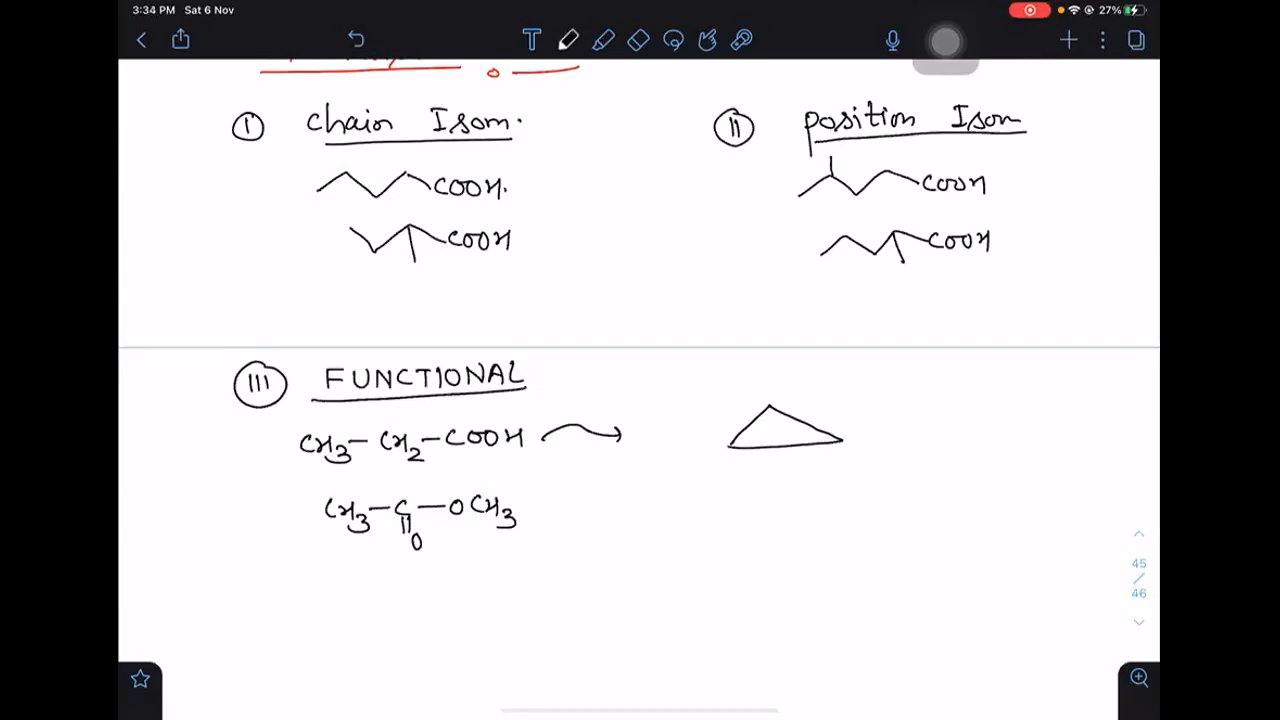 3:34 PM Sat 6 Nov
27%
I chain Isom.
COOH.
COOH
II position Isom
COOH
COOH
III FUNCTIONAL
CH3-CH2-COOH
CH3-C-OCH3
O
45
/
46